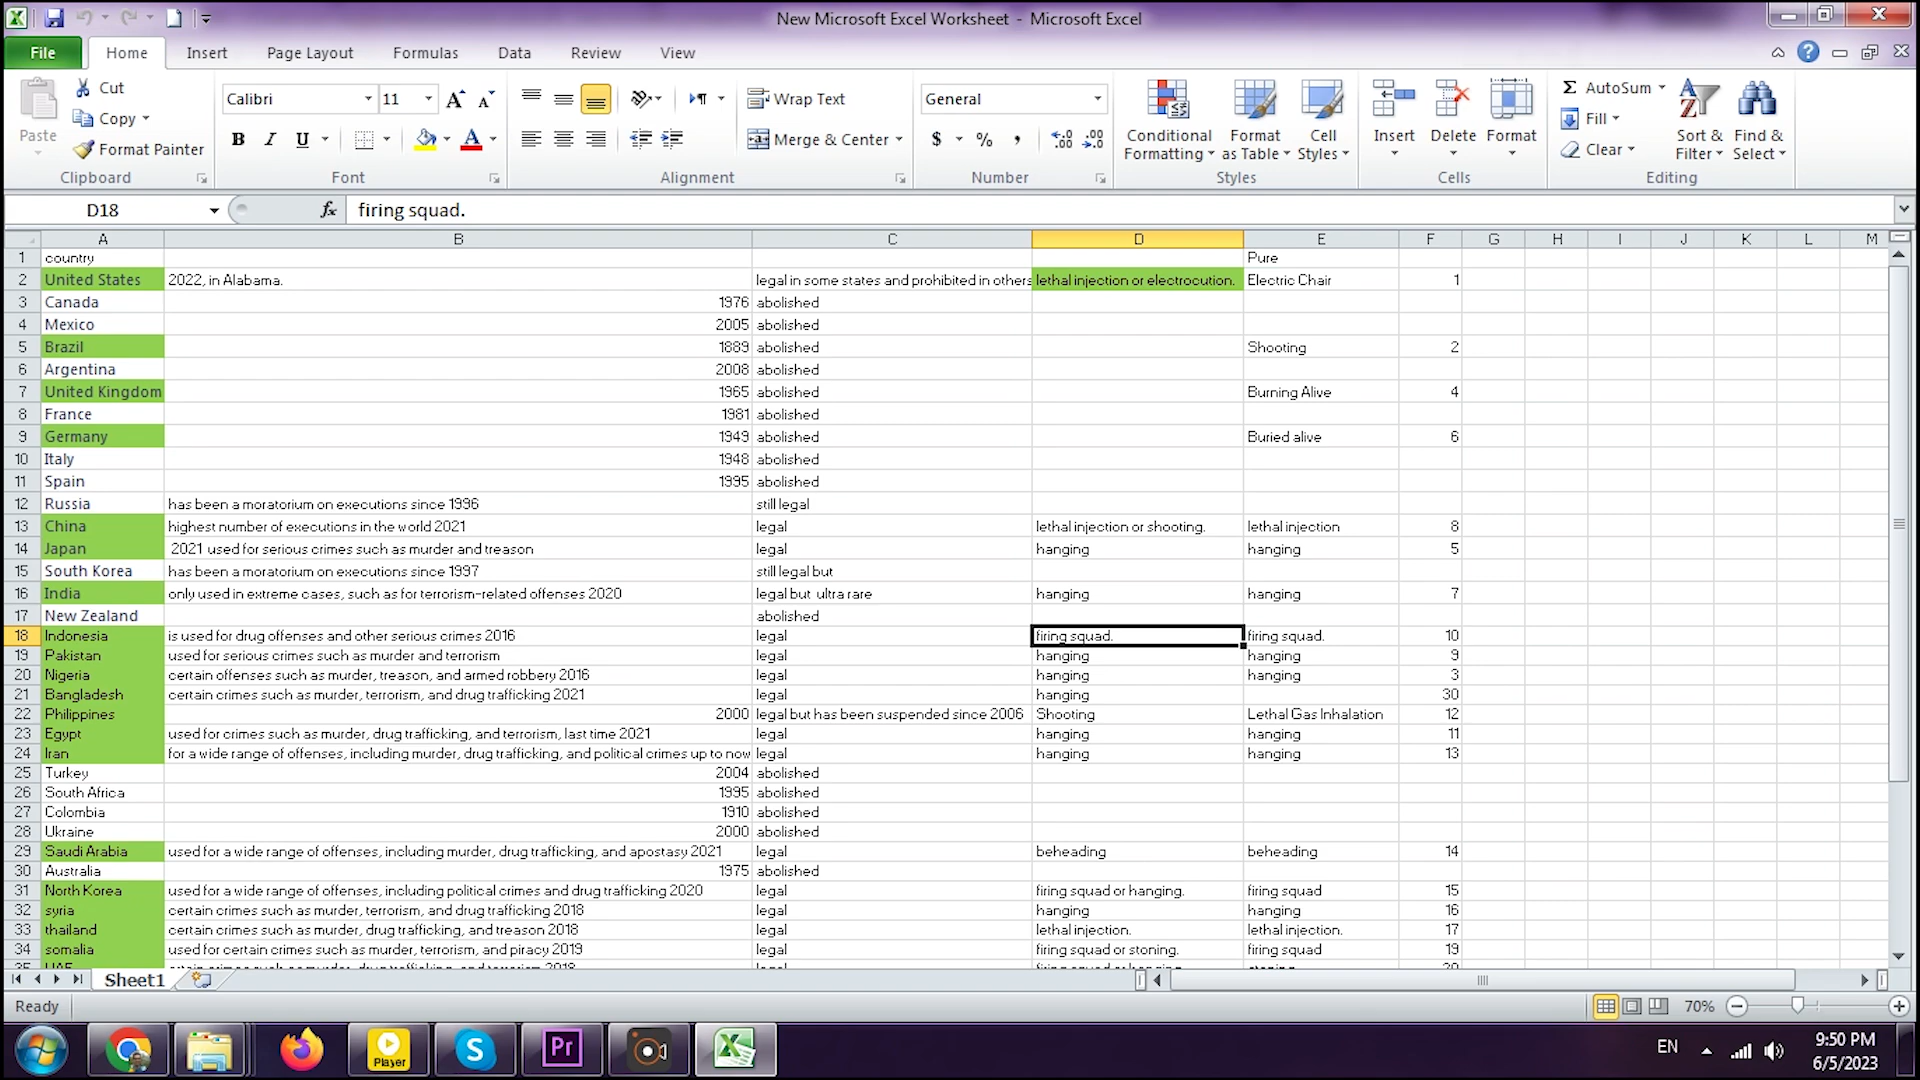 New Microsoft Excel Worksheet - Microsoft Excel
File Home Insert Page Layout Formulas Data Review View
Paste Cut Copy Format Painter Clipboard
Calibri 11 B I U Font
Wrap Text Merge & Center Alignment
General $ % , Number
Conditional Formatting Format as Table Cell Styles Styles
Insert Delete Format Cells
AutoSum Fill Clear Sort & Filter Find & Select Editing
D18 fx firing squad.
A B C D E F G H I J K L M
1 country Pure
2 United States 2022, in Alabama. legal in some states and prohibited in others lethal injection or electrocution. Electric Chair 1
3 Canada 1976 abolished
4 Mexico 2005 abolished
5 Brazil 1889 abolished Shooting 2
6 Argentina 2008 abolished
7 United Kingdom 1965 abolished Burning Alive 4
8 France 1981 abolished
9 Germany 1949 abolished Buried alive 6
10 Italy 1948 abolished
11 Spain 1995 abolished
12 Russia has been a moratorium on executions since 1996 still legal
13 China highest number of executions in the world 2021 legal lethal injection or shooting. lethal injection 8
14 Japan 2021 used for serious crimes such as murder and treason legal hanging hanging 5
15 South Korea has been a moratorium on executions since 1997 still legal but
16 India only used in extreme cases, such as for terrorism-related offenses 2020 legal but ultra rare hanging hanging 7
17 New Zealand abolished
18 Indonesia is used for drug offenses and other serious crimes 2016 legal firing squad. firing squad. 10
19 Pakistan used for serious crimes such as murder and terrorism legal hanging hanging 9
20 Nigeria certain offenses such as murder, treason, and armed robbery 2016 legal hanging hanging 3
21 Bangladesh certain crimes such as murder, terrorism, and drug trafficking 2021 legal hanging 30
22 Philippines 2000 legal but has been suspended since 2006 Shooting Lethal Gas Inhalation 12
23 Egypt used for crimes such as murder, drug trafficking, and terrorism, last time 2021 legal hanging hanging 11
24 Iran for a wide range of offenses, including murder, drug trafficking, and political crimes up to now legal hanging hanging 13
25 Turkey 2004 abolished
26 South Africa 1995 abolished
27 Colombia 1910 abolished
28 Ukraine 2000 abolished
29 Saudi Arabia used for a wide range of offenses, including murder, drug trafficking, and apostasy 2021 legal beheading beheading 14
30 Australia 1975 abolished
31 North Korea used for a wide range of offenses, including political crimes and drug trafficking 2020 legal firing squad or hanging. firing squad 15
32 syria certain crimes such as murder, terrorism, and drug trafficking 2018 legal hanging hanging 16
33 thailand certain crimes such as murder, drug trafficking, and treason 2018 legal lethal injection. lethal injection. 17
34 somalia used for certain crimes such as murder, terrorism, and piracy 2019 legal firing squad or stoning. firing squad 19
Sheet1
Ready 70%
Player Pr EN 9:50 PM
6/5/2023